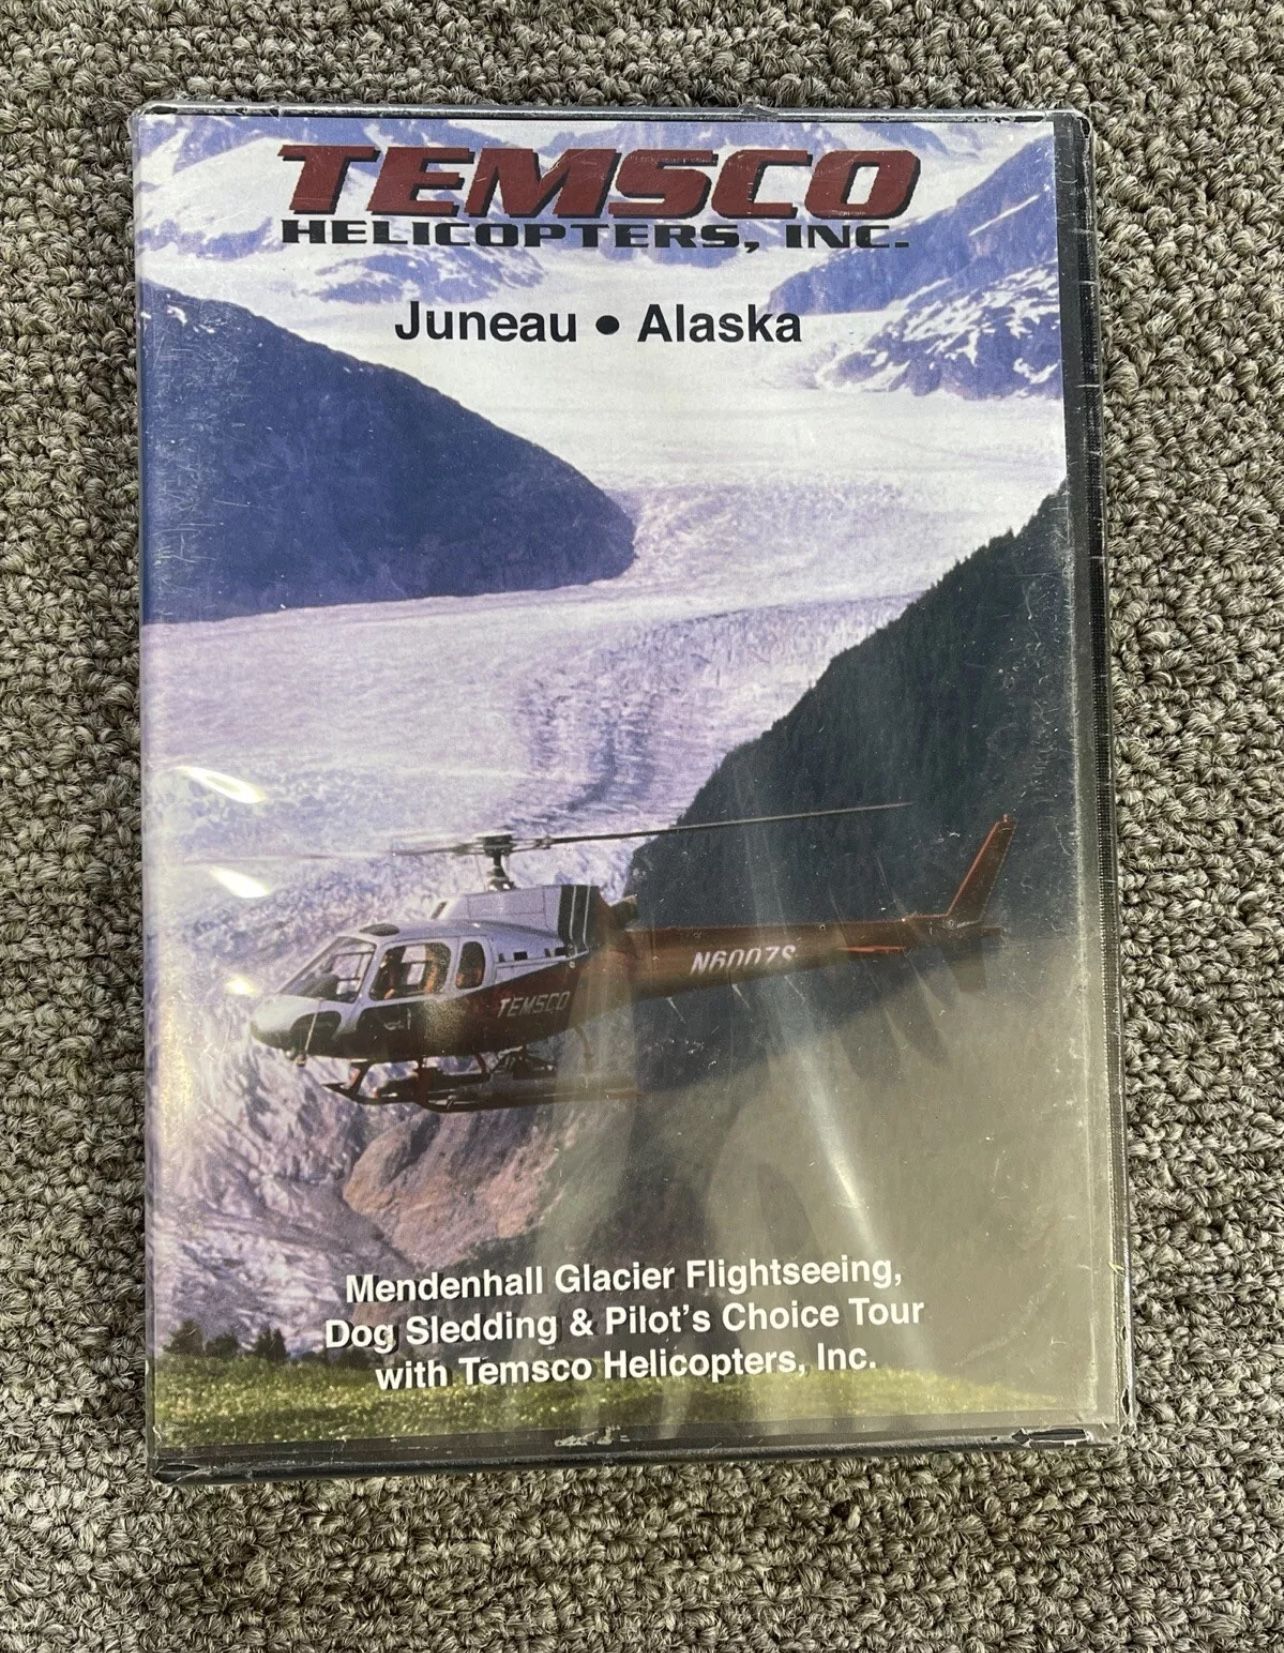 TEMSCO
HELICOPTERS, INC.
Juneau • Alaska
N6007S
TEMSCO
Mendenhall Glacier Flightseeing,
Dog Sledding & Pilot's Choice Tour
with Temsco Helicopters, Inc.